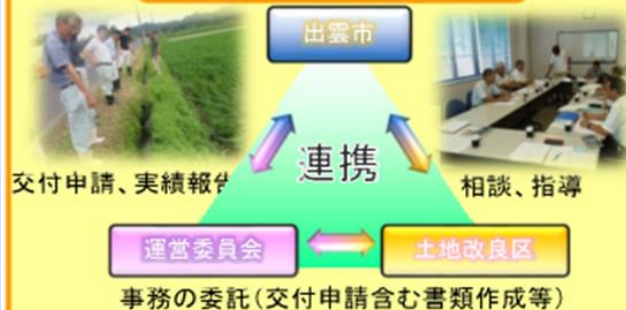 出雲市
連携
交付申請、実績報告
相談、指導
運営委員会
土地改良区
事務の委託(交付申請含む書類作成等)